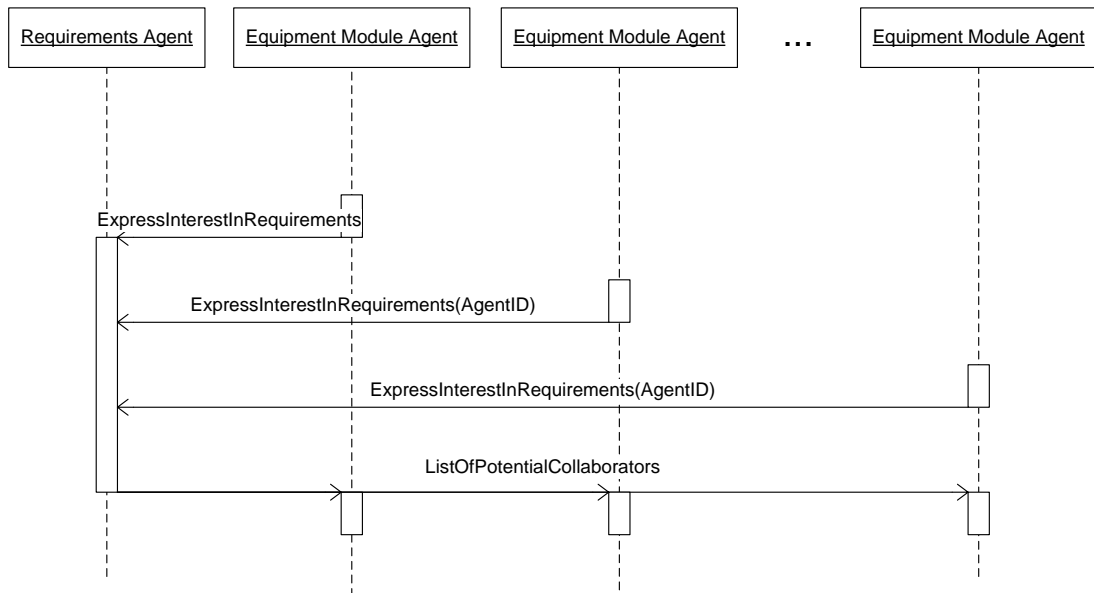 Requirements Agent
Equipment Module Agent
Equipment Module Agent
...
Equipment Module Agent
ExpressInterestInRequirements
ExpressInterestInRequirements(AgentID)
ExpressInterestInRequirements(AgentID)
ListOfPotentialCollaborators